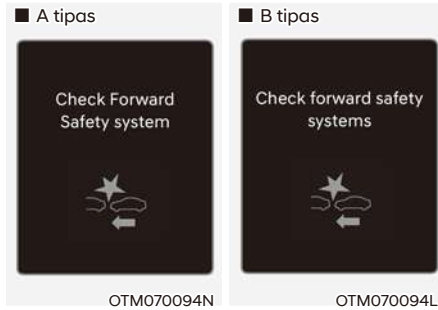 ■ A tipas
Check Forward
Safety system
OTM070094N
■ B tipas
Check forward safety
systems
OTM070094L